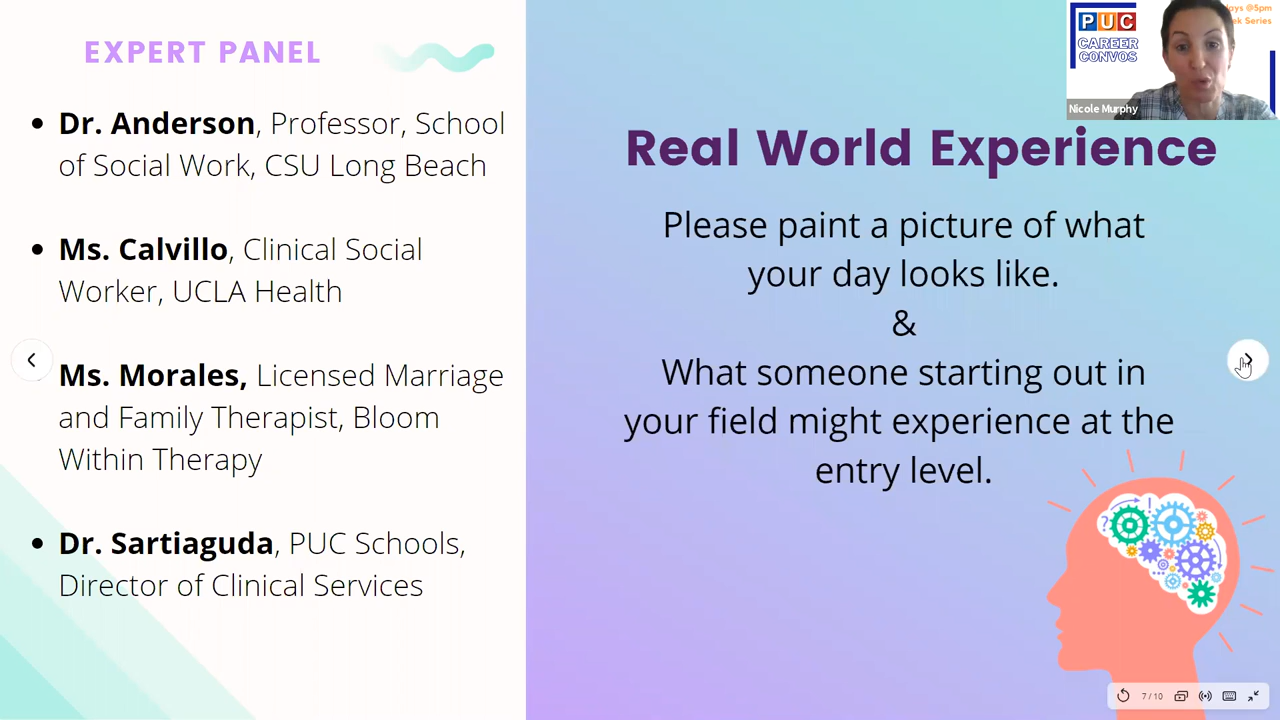 EXPERT PANEL
Dr. Anderson, Professor, School
of Social Work, CSU Long Beach
Ms. Calvillo, Clinical Social
Worker, UCLA Health
Ms. Morales, Licensed Marriage
and Family Therapist, Bloom
Within Therapy
Dr. Sartiaguda, PUC Schools,
Director of Clinical Services
PUC
CAREER
CONVOS
@5pm
Series
Nicole Murphy
Real World Experience
Please paint a picture of what
your day looks like.
&
What someone starting out in
your field might experience at the
entry level.
?
!
7 / 10